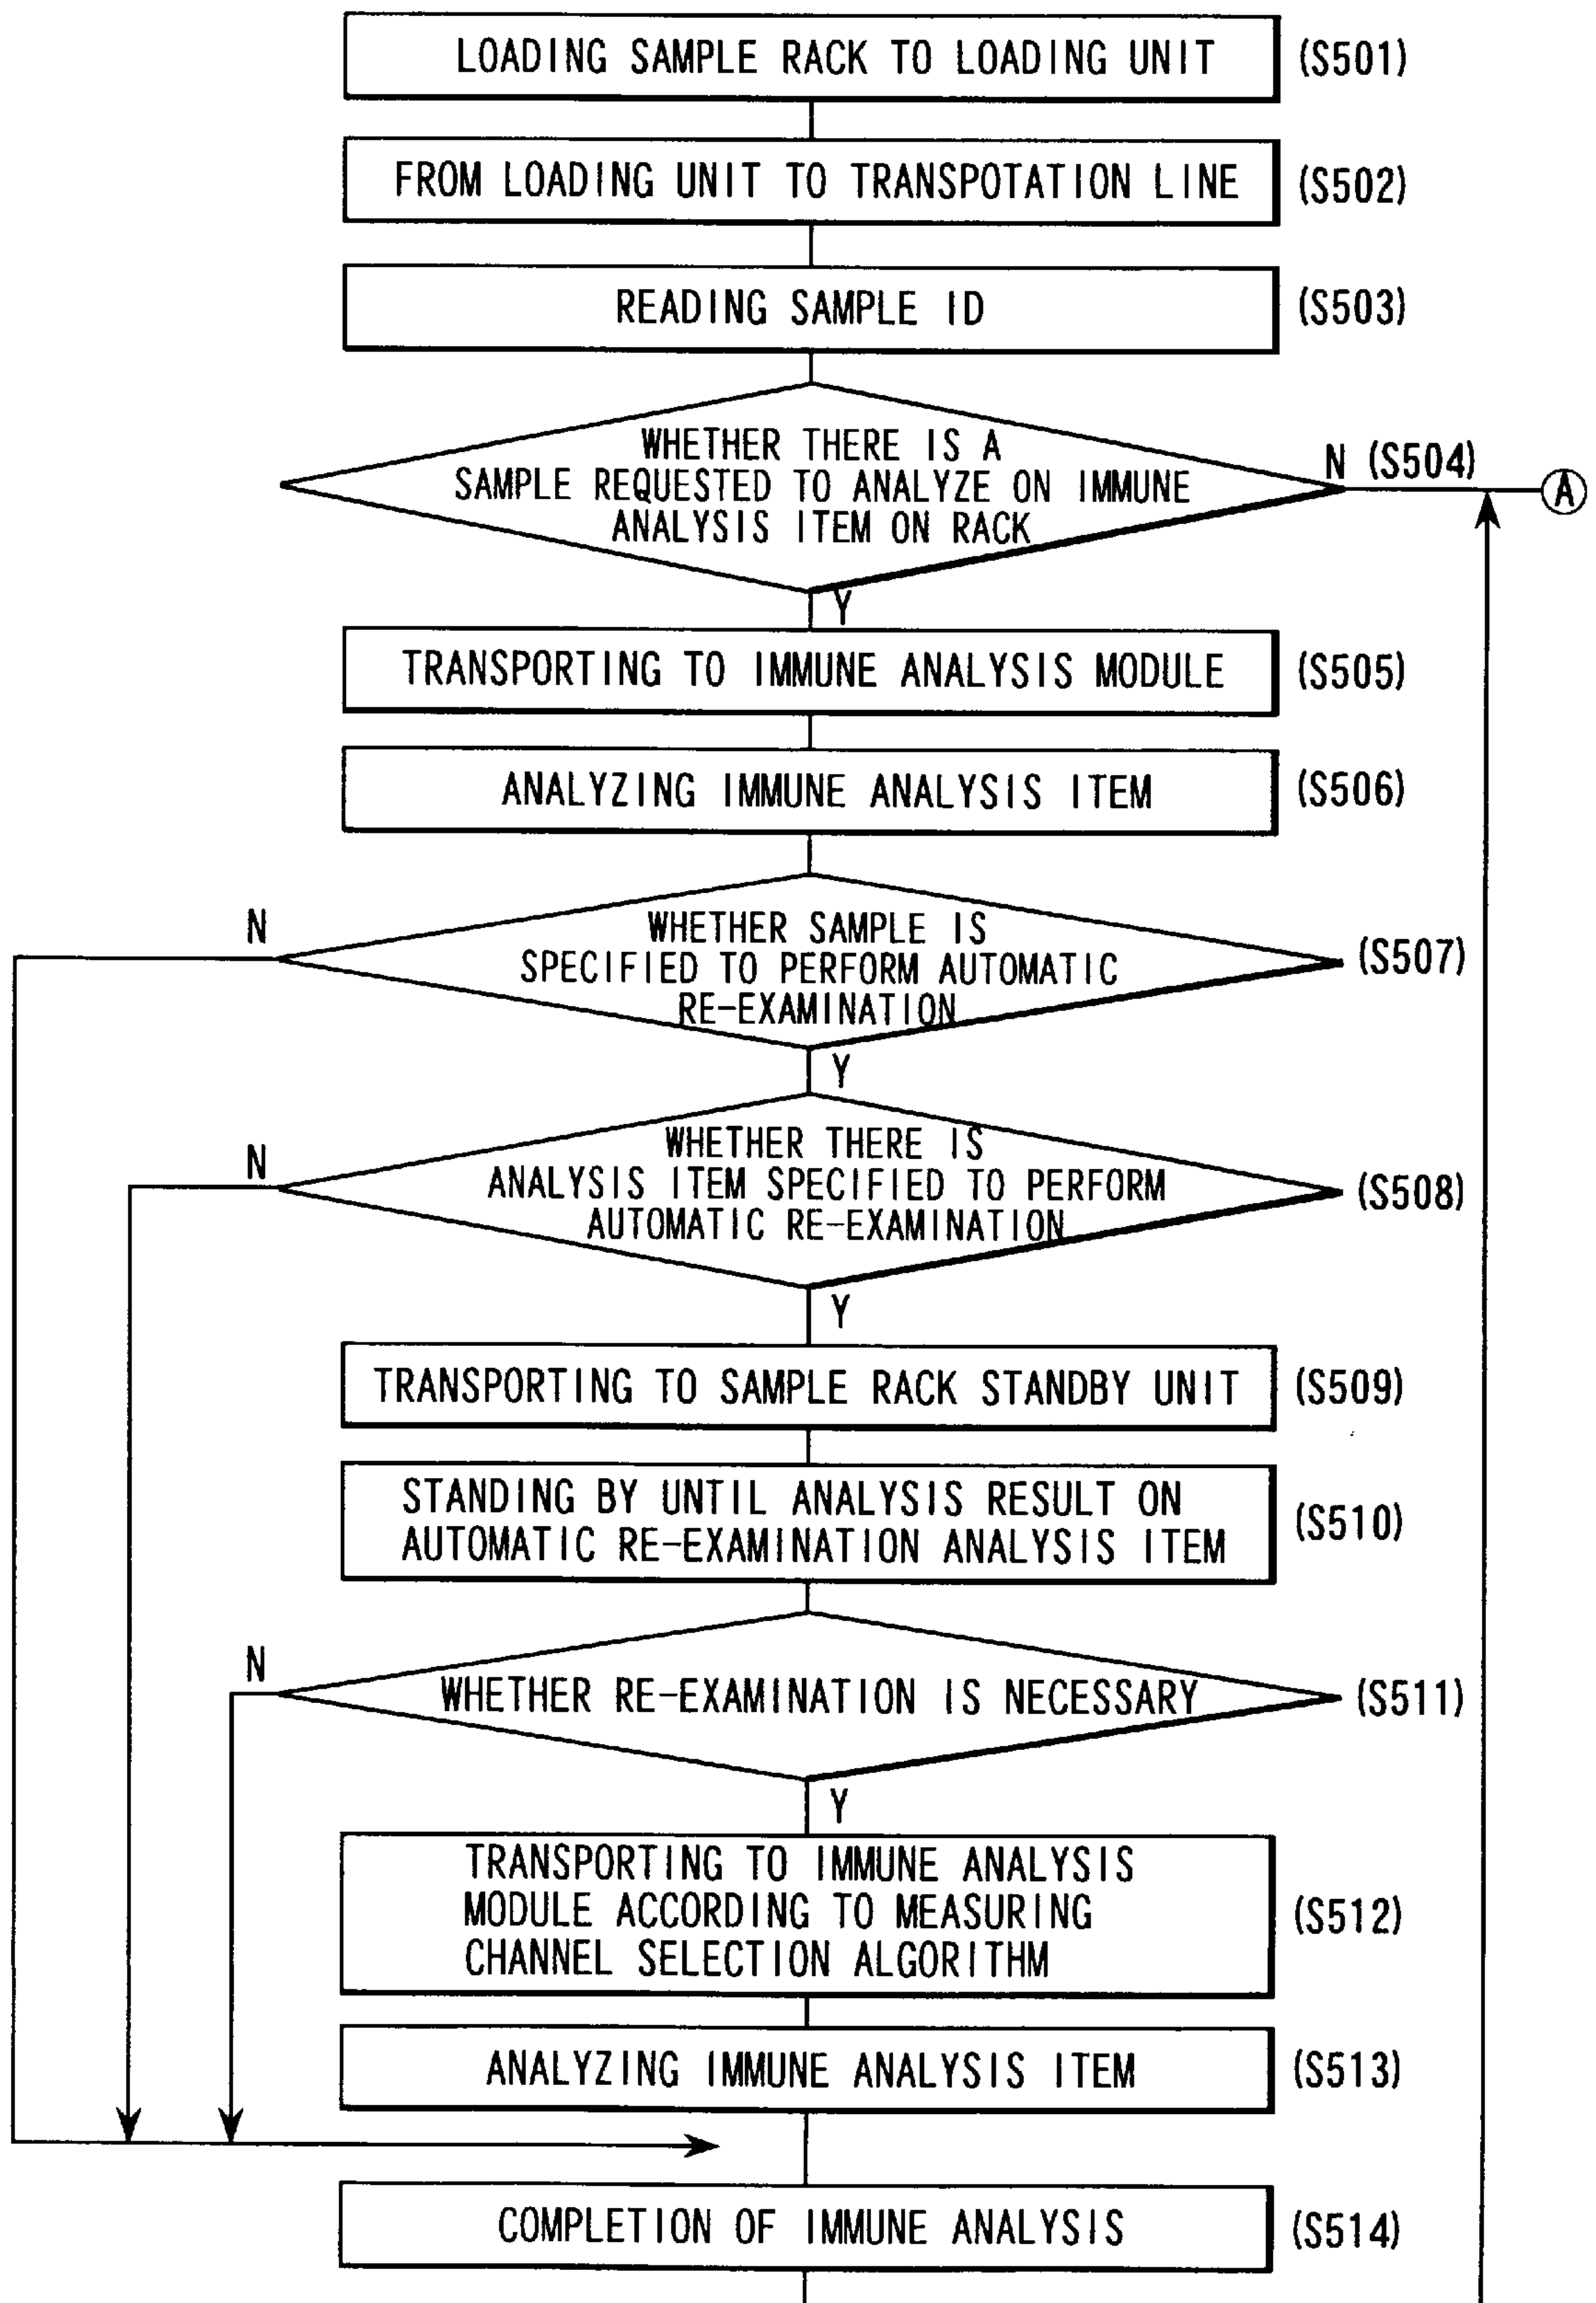 LOADING SAMPLE RACK TO LOADING UNIT (S501)
FROM LOADING UNIT TO TRANSPOTATION LINE (S502)
READING SAMPLE ID (S503)
WHETHER THERE IS A
SAMPLE REQUESTED TO ANALYZE ON IMMUNE
ANALYSIS ITEM ON RACK
N (S504)
A
Y
TRANSPORTING TO IMMUNE ANALYSIS MODULE (S505)
ANALYZING IMMUNE ANALYSIS ITEM (S506)
N
WHETHER SAMPLE IS
SPECIFIED TO PERFORM AUTOMATIC
RE-EXAMINATION
(S507)
Y
N
WHETHER THERE IS
ANALYSIS ITEM SPECIFIED TO PERFORM
AUTOMATIC RE-EXAMINATION
(S508)
Y
TRANSPORTING TO SAMPLE RACK STANDBY UNIT (S509)
STANDING BY UNTIL ANALYSIS RESULT ON
AUTOMATIC RE-EXAMINATION ANALYSIS ITEM
(S510)
N
WHETHER RE-EXAMINATION IS NECESSARY (S511)
Y
TRANSPORTING TO IMMUNE ANALYSIS
MODULE ACCORDING TO MEASURING
CHANNEL SELECTION ALGORITHM
(S512)
ANALYZING IMMUNE ANALYSIS ITEM (S513)
COMPLETION OF IMMUNE ANALYSIS (S514)